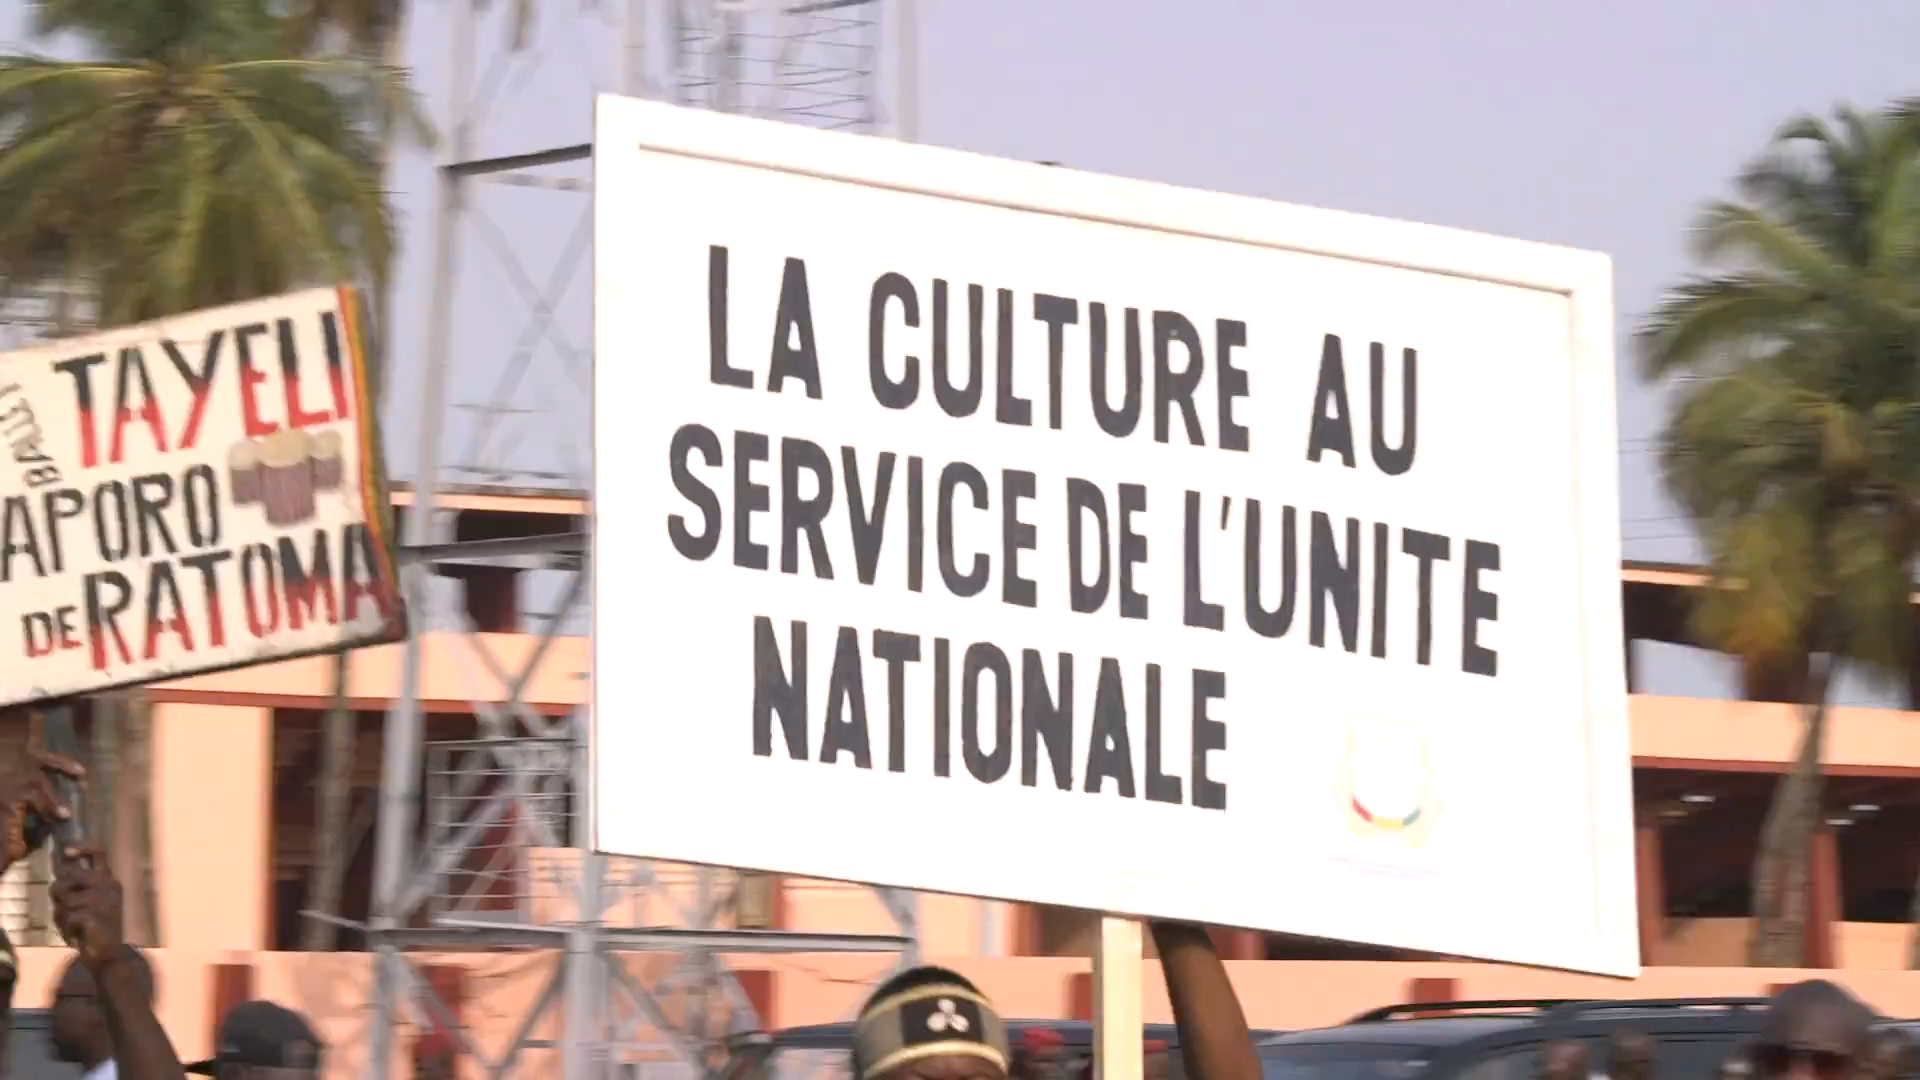 BALLET
TAYELI
APORO
DE RATOMA
LA CULTURE AU
SERVICE DE L'UNITE
NATIONALE